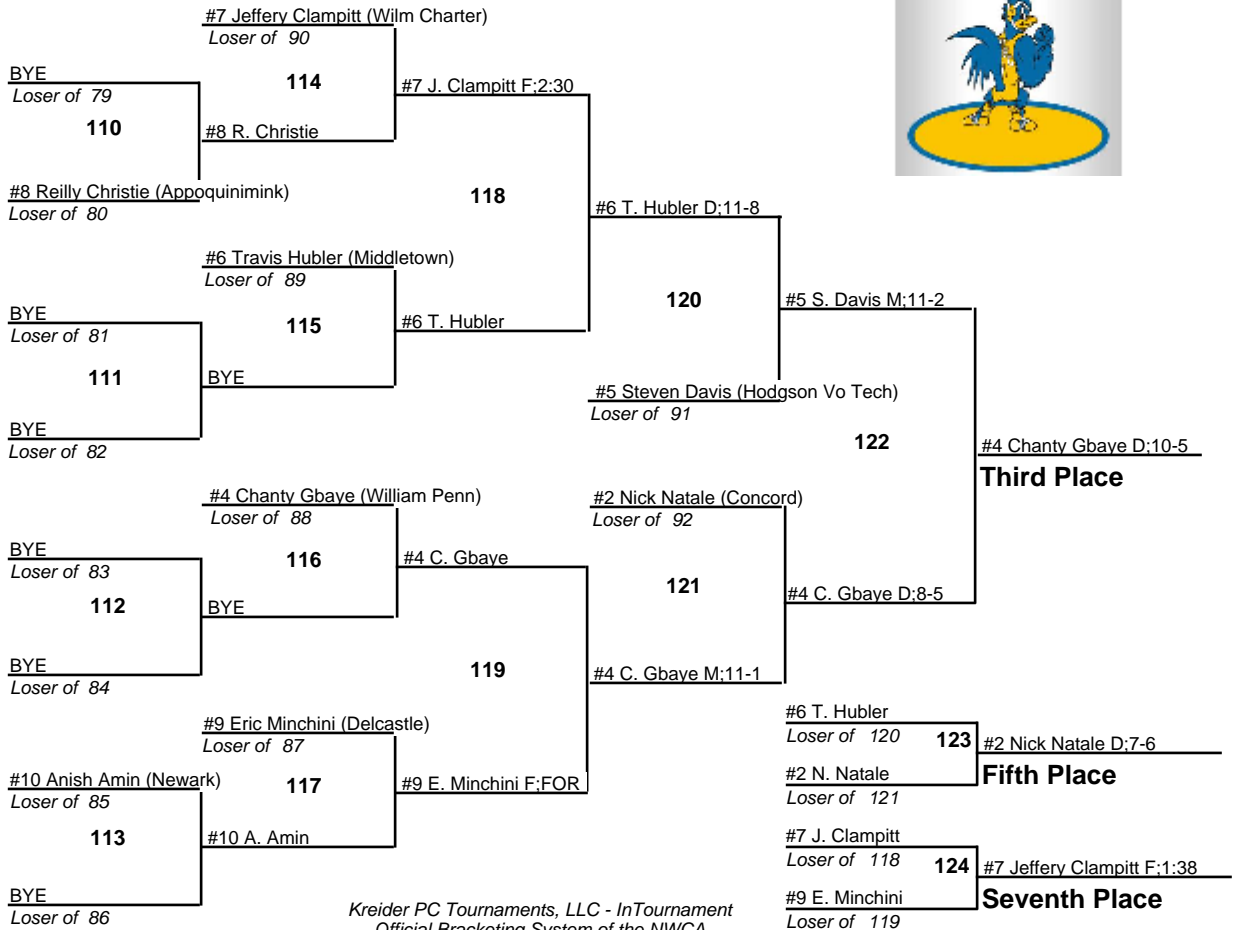 #7 Jeffery Clampitt (Wilm Charter)
Loser of 90
BYE
Loser of 79
114
#7 J. Clampitt F;2:30
110
#8 R. Christie
#8 Reilly Christie (Appoquinimink)
Loser of 80
118
#6 T. Hubler D;11-8
#6 Travis Hubler (Middletown)
Loser of 89
BYE
Loser of 81
115
#6 T. Hubler
120
#5 S. Davis M;11-2
111
BYE
#5 Steven Davis (Hodgson Vo Tech)
Loser of 91
BYE
Loser of 82
122
#4 Chanty Gbaye D;10-5
Third Place
#4 Chanty Gbaye (William Penn)
Loser of 88
#2 Nick Natale (Concord)
Loser of 92
BYE
Loser of 83
116
#4 C. Gbaye
112
BYE
121
#4 C. Gbaye D;8-5
BYE
Loser of 84
119
#4 C. Gbaye M;11-1
#9 Eric Minchini (Delcastle)
Loser of 87
#6 T. Hubler
Loser of 120
123
#2 Nick Natale D;7-6
Fifth Place
#10 Anish Amin (Newark)
Loser of 85
117
#9 E. Minchini F;FOR
#2 N. Natale
Loser of 121
113
#10 A. Amin
#7 J. Clampitt
Loser of 118
124
#7 Jeffery Clampitt F;1:38
Seventh Place
BYE
Loser of 86
#9 E. Minchini
Loser of 119
Kreider PC Tournaments, LLC - InTournament
Official Bracketing System of the NWCA